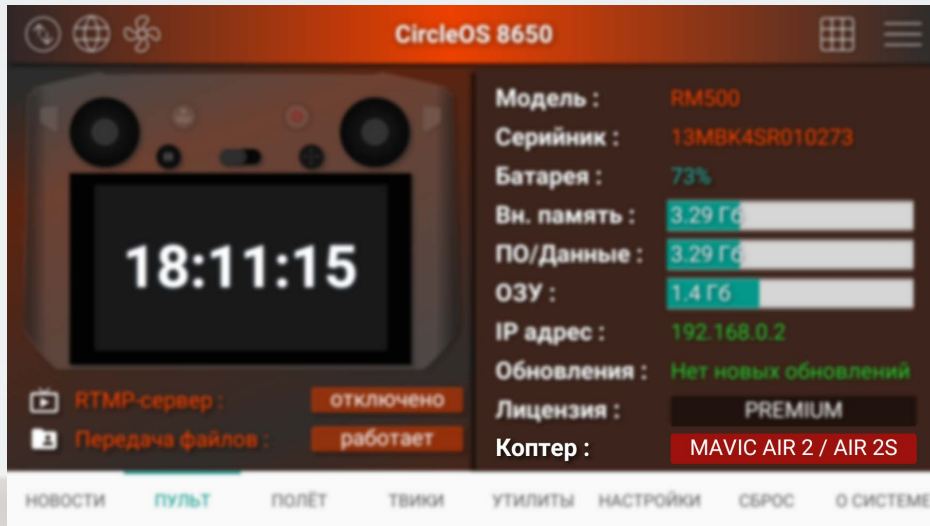 CircleOS 8650
18:11:15
RTMP-сервер : отключено
Передача файлов : работает
Модель : RM500
Серийник : 13MBK4SR010273
Батарея : 73%
Вн. память : 3.29 Гб
ПО/Данные : 3.29 Гб
ОЗУ : 1.4 Гб
IP адрес : 192.168.0.2
Обновления : Нет новых обновлений
Лицензия : PREMIUM
Коптер : MAVIC AIR 2 / AIR 2S
НОВОСТИ ПУЛЬТ ПОЛЁТ ТВИКИ УТИЛИТЫ НАСТРОЙКИ СБРОС О СИСТЕМЕ